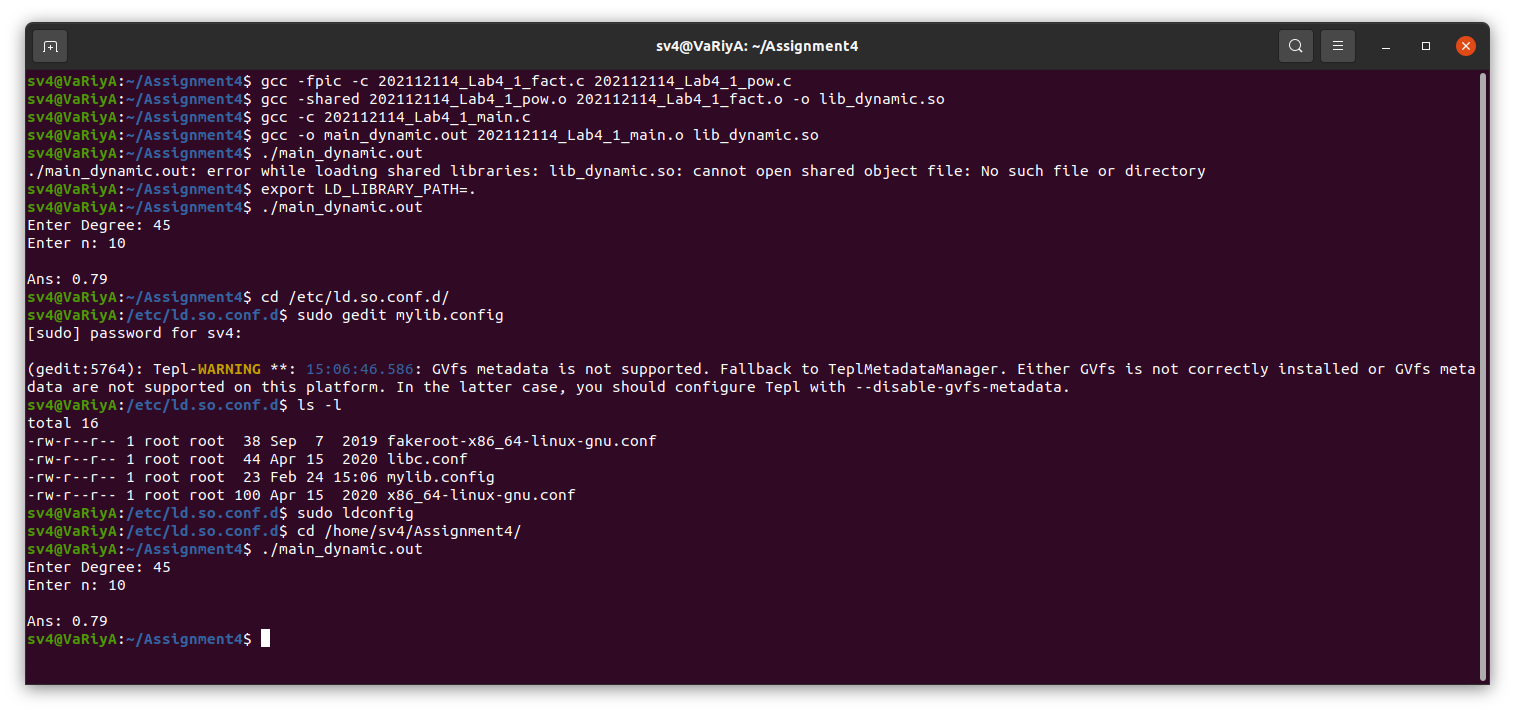 sv4@VaRiyA: ~/Assignment4
sv4@VaRiyA:~/Assignment4$ gcc -fpic -c 202112114_Lab4_1_fact.c 202112114_Lab4_1_pow.c
sv4@VaRiyA:~/Assignment4$ gcc -shared 202112114_Lab4_1_pow.o 202112114_Lab4_1_fact.o -o lib_dynamic.so
sv4@VaRiyA:~/Assignment4$ gcc -c 202112114_Lab4_1_main.c
sv4@VaRiyA:~/Assignment4$ gcc -o main_dynamic.out 202112114_Lab4_1_main.o lib_dynamic.so
sv4@VaRiyA:~/Assignment4$ ./main_dynamic.out
./main_dynamic.out: error while loading shared libraries: lib_dynamic.so: cannot open shared object file: No such file or directory
sv4@VaRiyA:~/Assignment4$ export LD_LIBRARY_PATH=.
sv4@VaRiyA:~/Assignment4$ ./main_dynamic.out
Enter Degree: 45
Enter n: 10

Ans: 0.79
sv4@VaRiyA:~/Assignment4$ cd /etc/ld.so.conf.d/
sv4@VaRiyA:/etc/ld.so.conf.d$ sudo gedit mylib.config
[sudo] password for sv4:

(gedit:5764): Tepl-WARNING **: 15:06:46.586: GVfs metadata is not supported. Fallback to TeplMetadataManager. Either GVfs is not correctly installed or GVfs meta
data are not supported on this platform. In the latter case, you should configure Tepl with --disable-gvfs-metadata.
sv4@VaRiyA:/etc/ld.so.conf.d$ ls -l
total 16
-rw-r--r-- 1 root root  38 Sep  7  2019 fakeroot-x86_64-linux-gnu.conf
-rw-r--r-- 1 root root  44 Apr 15  2020 libc.conf
-rw-r--r-- 1 root root  23 Feb 24 15:06 mylib.config
-rw-r--r-- 1 root root 100 Apr 15  2020 x86_64-linux-gnu.conf
sv4@VaRiyA:/etc/ld.so.conf.d$ sudo ldconfig
sv4@VaRiyA:/etc/ld.so.conf.d$ cd /home/sv4/Assignment4/
sv4@VaRiyA:~/Assignment4$ ./main_dynamic.out
Enter Degree: 45
Enter n: 10

Ans: 0.79
sv4@VaRiyA:~/Assignment4$